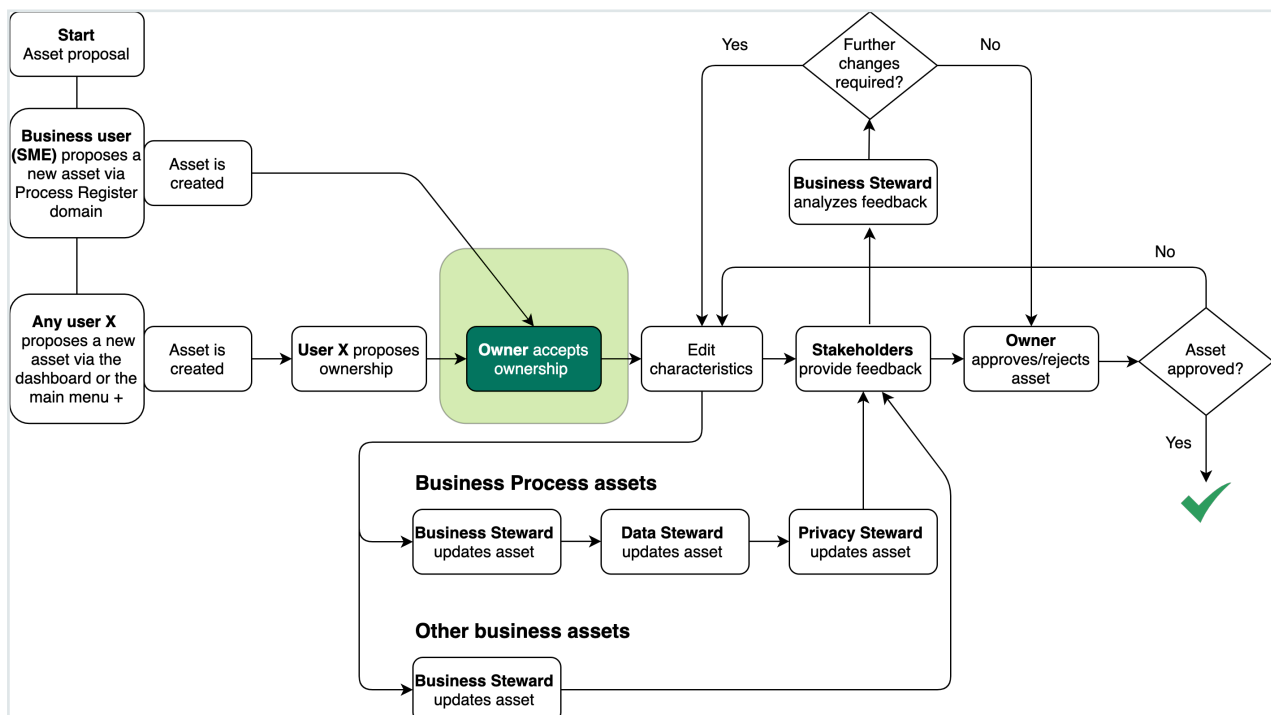 Start
Asset proposal
Business user
(SME) proposes a
new asset via
Process Register
domain
Asset is
created
Any user X
proposes a new
asset via the
dashboard or the
main menu +
Asset is
created
User X proposes
ownership
Owner accepts
ownership
Edit
characteristics
Stakeholders
provide feedback
Business Steward
analyzes feedback
Further
changes
required?
Yes
No
Owner
approves/rejects
asset
Asset
approved?
No
Yes
Business Process assets
Business Steward
updates asset
Data Steward
updates asset
Privacy Steward
updates asset
Other business assets
Business Steward
updates asset